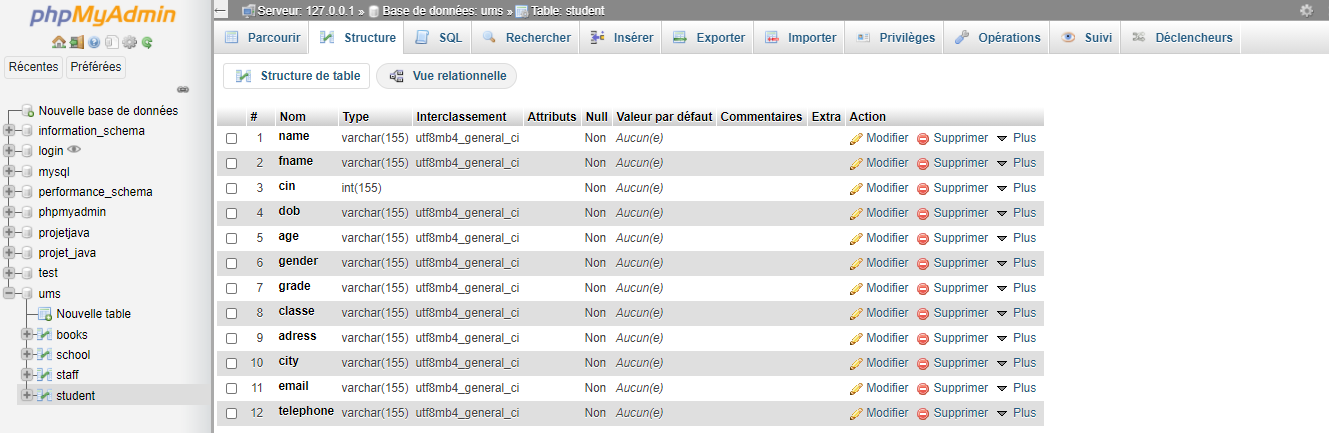 phpMyAdmin
Récentes Préférées
Nouvelle base de données
information_schema
login
mysql
performance_schema
phpmyadmin
projetjava
projet_java
test
ums
Nouvelle table
books
school
staff
student
← Serveur: 127.0.0.1 » Base de données: ums » Table: student
Parcourir Structure SQL Rechercher Insérer Exporter Importer Privilèges Opérations Suivi Déclencheurs
Structure de table Vue relationnelle
# Nom Type Interclassement Attributs Null Valeur par défaut Commentaires Extra Action
1 name varchar(155) utf8mb4_general_ci Non Aucun(e) Modifier Supprimer Plus
2 fname varchar(155) utf8mb4_general_ci Non Aucun(e) Modifier Supprimer Plus
3 cin int(155) Non Aucun(e) Modifier Supprimer Plus
4 dob varchar(155) utf8mb4_general_ci Non Aucun(e) Modifier Supprimer Plus
5 age varchar(155) utf8mb4_general_ci Non Aucun(e) Modifier Supprimer Plus
6 gender varchar(155) utf8mb4_general_ci Non Aucun(e) Modifier Supprimer Plus
7 grade varchar(155) utf8mb4_general_ci Non Aucun(e) Modifier Supprimer Plus
8 classe varchar(155) utf8mb4_general_ci Non Aucun(e) Modifier Supprimer Plus
9 adress varchar(155) utf8mb4_general_ci Non Aucun(e) Modifier Supprimer Plus
10 city varchar(155) utf8mb4_general_ci Non Aucun(e) Modifier Supprimer Plus
11 email varchar(155) utf8mb4_general_ci Non Aucun(e) Modifier Supprimer Plus
12 telephone varchar(155) utf8mb4_general_ci Non Aucun(e) Modifier Supprimer Plus